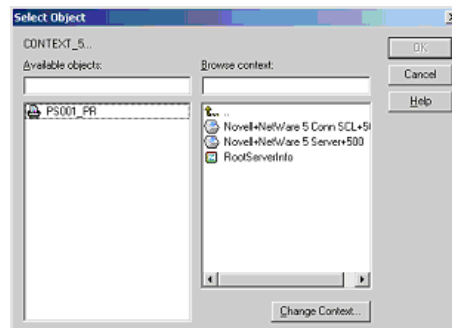 Select Object
CONTEXT_5...
Available objects:
PS001_PR
Browse context:
..
Novell+NetWare 5 Conn SCL+5
Novell+NetWare 5 Server+500
RootServerInfo
Change Context...
OK
Cancel
Help